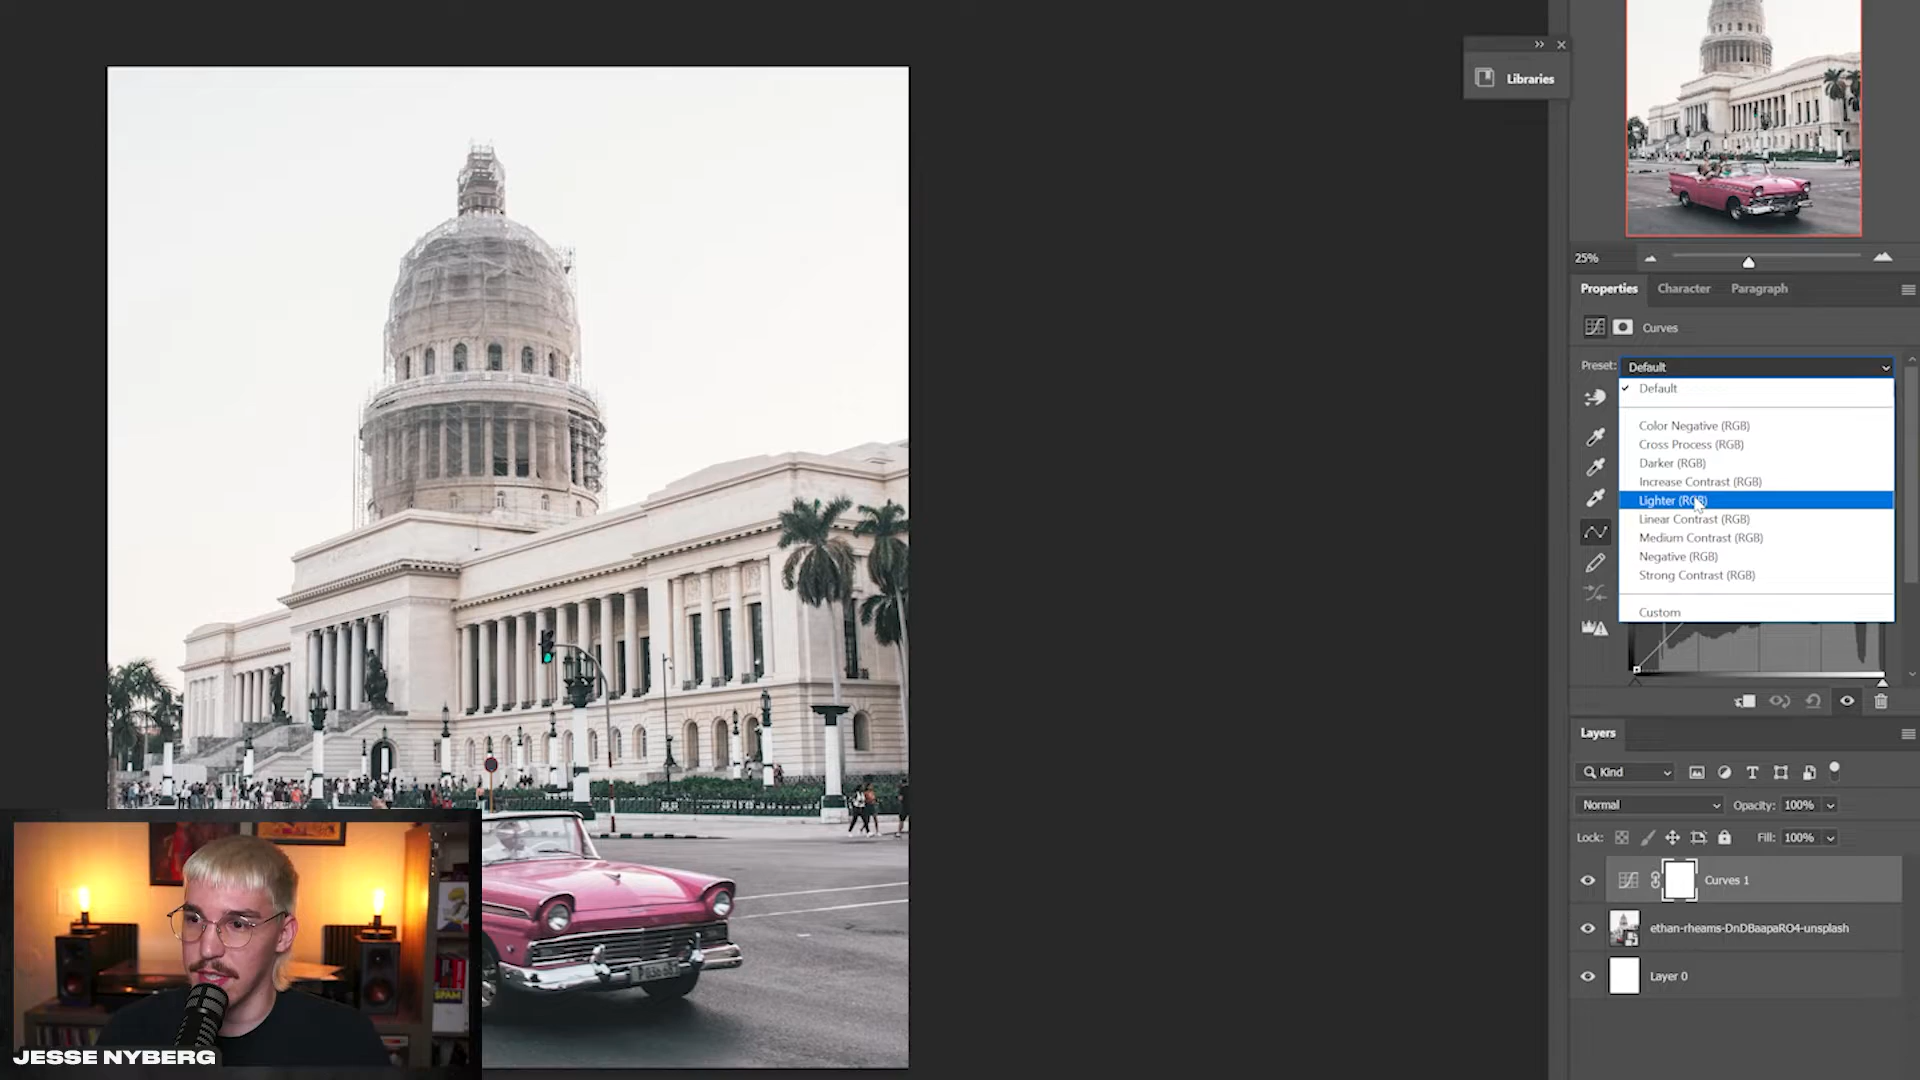 Libraries
25%
Properties Character Paragraph
Curves
Preset: Default
Default
Color Negative (RGB)
Cross Process (RGB)
Darker (RGB)
Increase Contrast (RGB)
Lighter (RGB)
Linear Contrast (RGB)
Medium Contrast (RGB)
Negative (RGB)
Strong Contrast (RGB)
Custom
Layers
Kind
Normal Opacity: 100%
Lock: Fill: 100%
Curves 1
ethan-rheams-DnDBaapaRO4-unsplash
Layer 0
SPAM
JESSE NYBERG